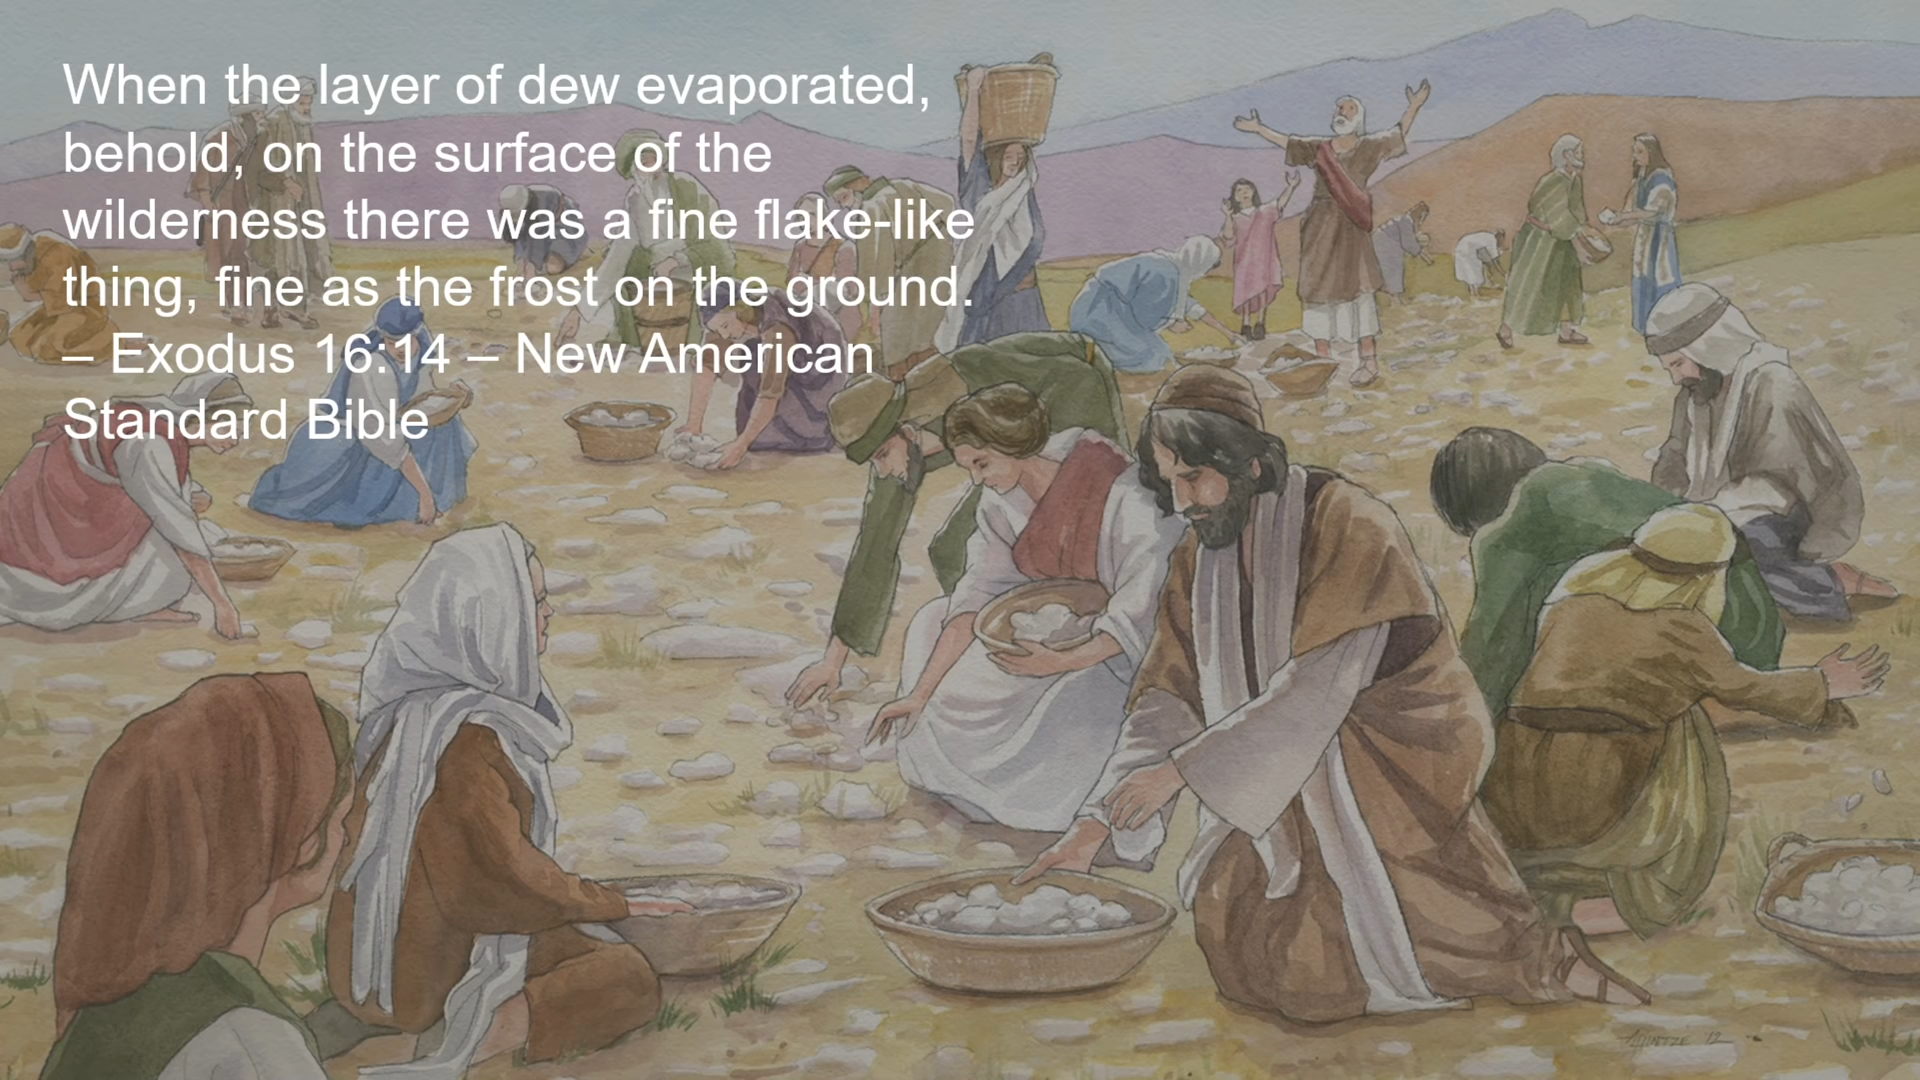 When the layer of dew evaporated,
behold, on the surface of the
wilderness there was a fine flake-like
thing, fine as the frost on the ground.
– Exodus 16:14 – New American
Standard Bible